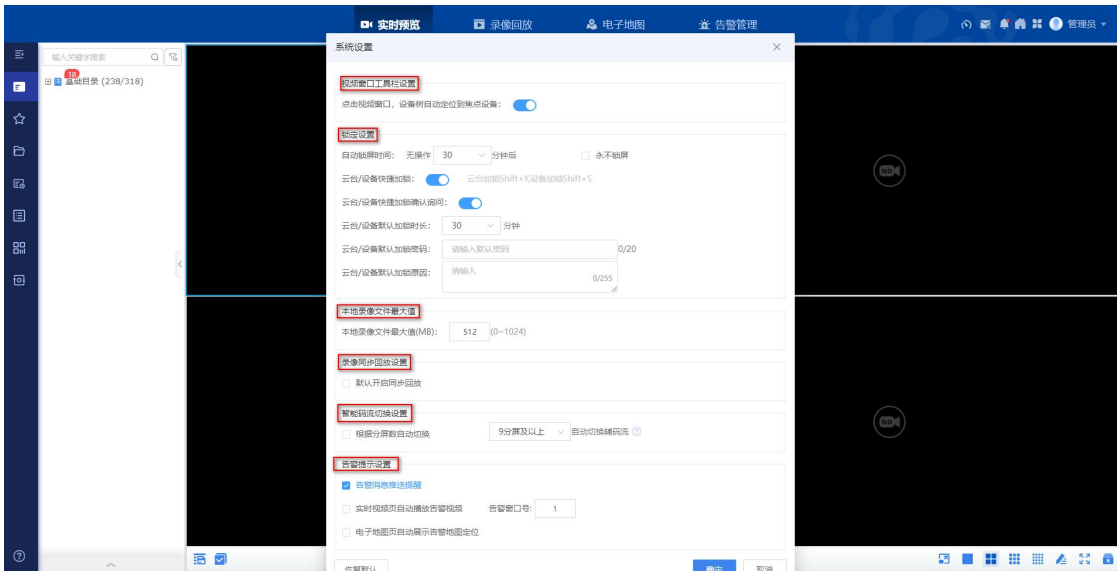 实时预览 录像回放 电子地图 告警管理 管理员
系统设置
输入关键字搜索
18
基础目录 (238/318)
视频窗口工具栏设置
点击视频窗口，设备树自动定位到焦点设备：
锁定设置
自动锁屏时间： 无操作 30 分钟后 永不锁屏
云台/设备快捷加锁： 云台加锁Shift+Y,设备加锁Shift+S
云台/设备快捷加锁确认询问：
云台/设备默认加锁时长： 30 分钟
云台/设备默认加锁密码： 请输入默认密码 0/20
云台/设备默认加锁原因： 请输入
0/255
本地录像文件最大值
本地录像文件最大值(MB)： 512 (0~1024)
录像同步回放设置
默认开启同步回放
智能码流切换设置
根据分屏数自动切换 9分屏及以上 自动切换辅码流
告警提示设置
告警消息推送提醒
实时视频页自动播放告警视频 告警窗口号: 1
电子地图页自动展示告警地图定位
恢复默认 确定 取消
NO
NO